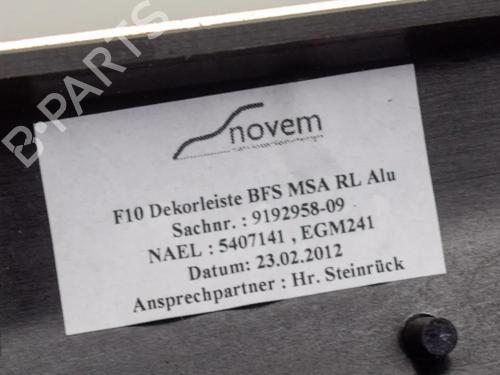 B-PARTS
novem
F10 Dekorleiste BFS MSA RL Alu
Sachnr. : 9192958-09
NAEL : 5407141 , EGM241
Datum: 23.02.2012
Ansprechpartner : Hr. Steinrück